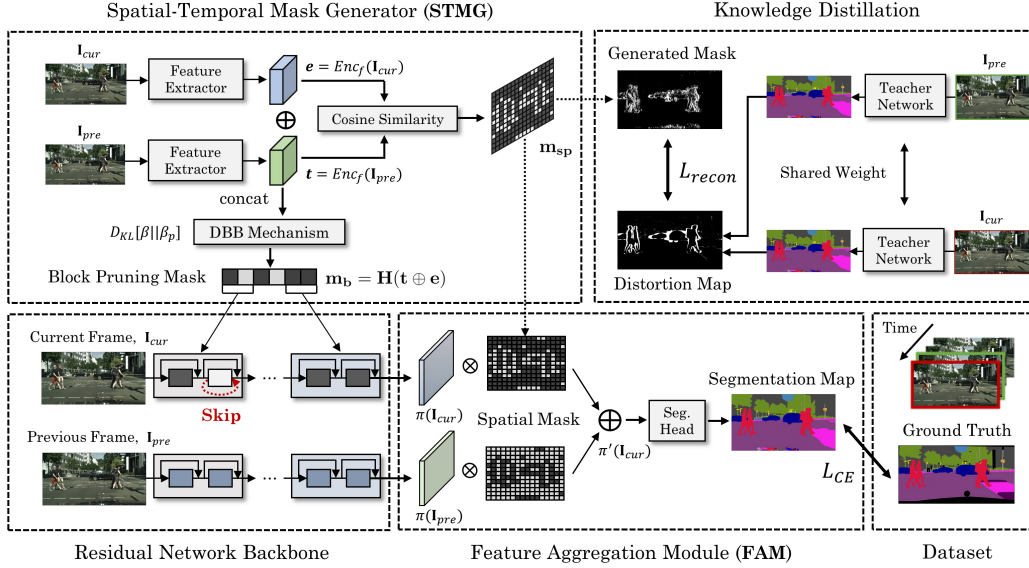 Spatial-Temporal Mask Generator (STMG)
Knowledge Distillation
I_cur
Feature
Extractor
e = Enc_f(I_cur)
⊕
Cosine Similarity
I_pre
Feature
Extractor
t = Enc_f(I_pre)
concat
m_sp
D_KL[β||β_p]
DBB Mechanism
Block Pruning Mask
m_b = H(t ⊕ e)
Generated Mask
I_pre
Teacher
Network
L_recon
Shared Weight
I_cur
Teacher
Network
Distortion Map
Current Frame, I_cur
...
Skip
Previous Frame, I_pre
...
Residual Network Backbone
π(I_cur)
⊗
Spatial Mask
π(I_pre)
⊗
⊕
π'(I_cur)
Seg.
Head
Segmentation Map
L_CE
Feature Aggregation Module (FAM)
Time
Ground Truth
Dataset